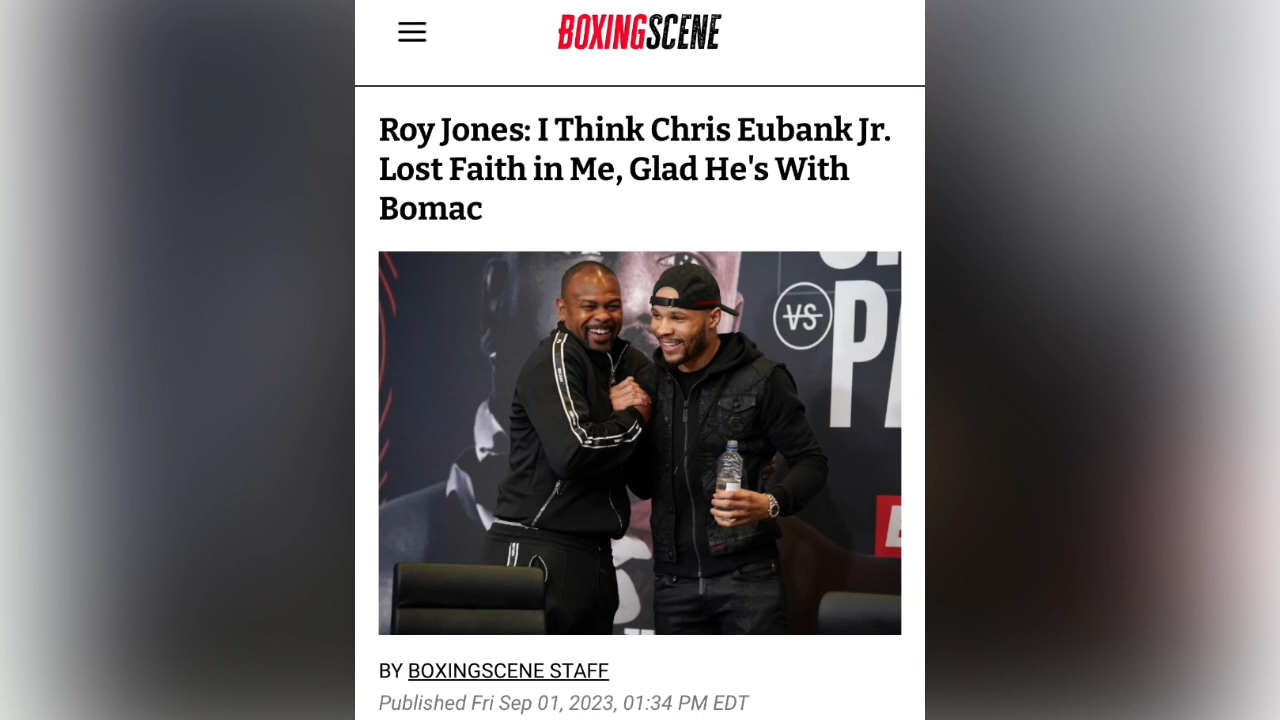 BOXINGSCENE
Roy Jones: I Think Chris Eubank Jr.
Lost Faith in Me, Glad He's With
Bomac
VS
PA
BY BOXINGSCENE STAFF
Published Fri Sep 01, 2023, 01:34 PM EDT